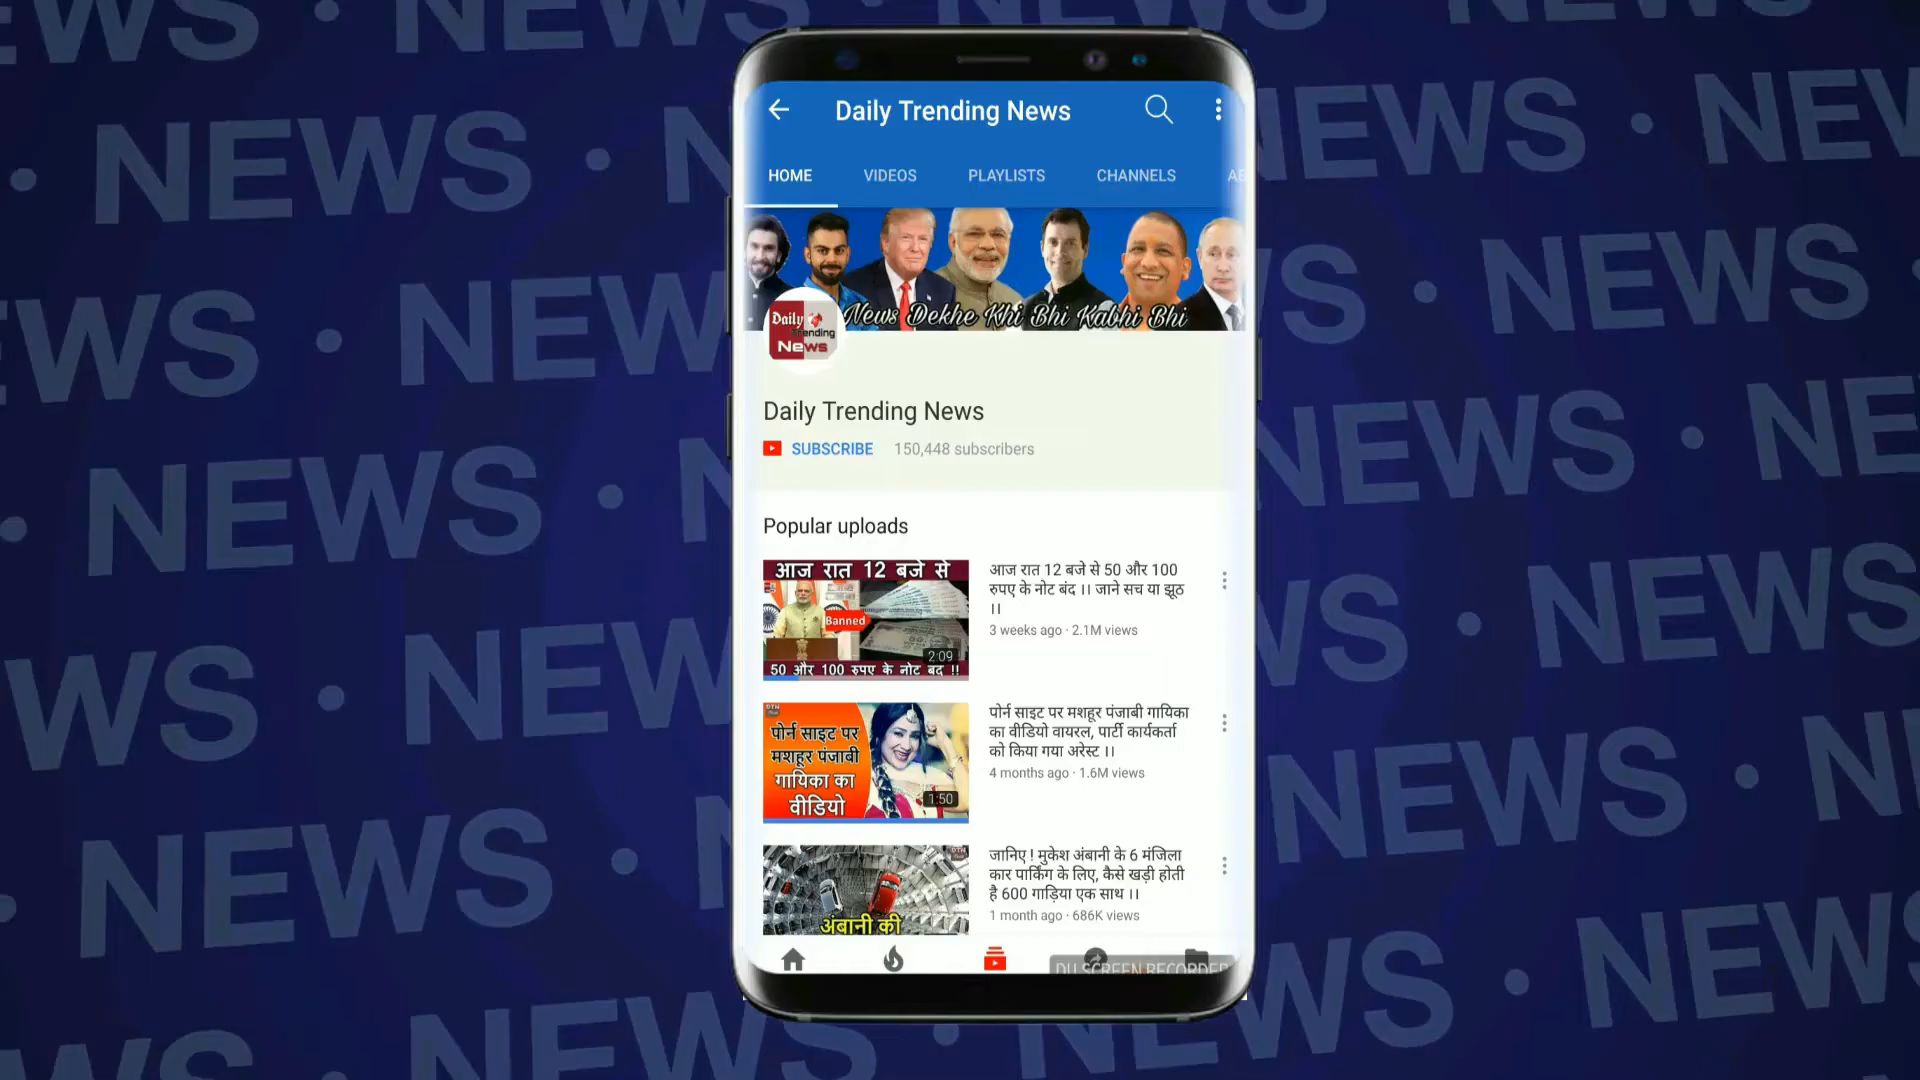 NEWS • NEWS
Daily Trending News
HOME VIDEOS PLAYLISTS CHANNELS
Daily
Trending
News
News Dekhe Khi Bhi Kabhi Bhi
Daily Trending News
SUBSCRIBE 150,448 subscribers
Popular uploads
आज रात 12 बजे से
Banned
2:09
50 और 100 रुपए के नोट बंद !!
आज रात 12 बजे से 50 और 100
रुपए के नोट बंद ।। जाने सच या झूठ
।।
3 weeks ago · 2.1M views
पोर्न साइट पर
मशहूर पंजाबी
गायिका का
वीडियो
1:50
पोर्न साइट पर मशहूर पंजाबी गायिका
का वीडियो वायरल, पार्टी कार्यकर्ता
को किया गया अरेस्ट ।।
4 months ago · 1.6M views
अंबानी की
जानिए ! मुकेश अंबानी के 6 मंजिला
कार पार्किंग के लिए, कैसे खड़ी होती
है 600 गाड़िया एक साथ ।।
1 month ago · 686K views
DU SCREEN RECORDER